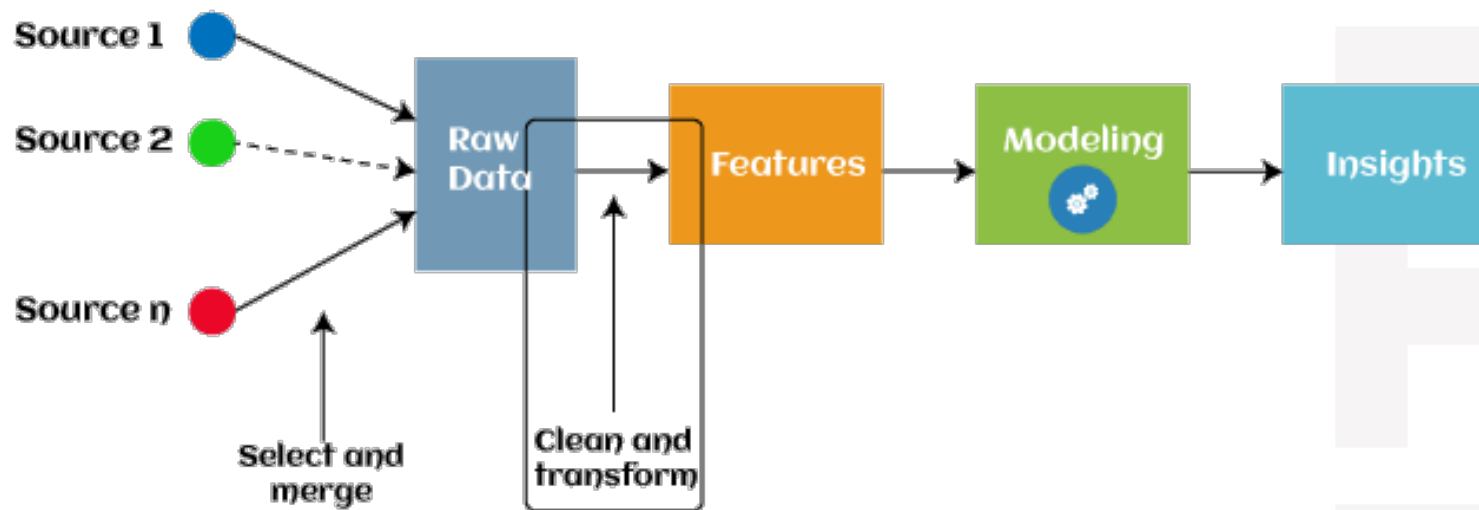 Source 1
Source 2
Source n
Select and
merge
Raw
Data
Clean and
transform
Features
Modeling
Insights